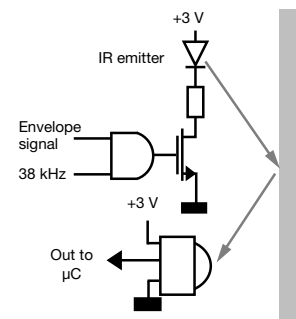 +3 V
IR emitter
Envelope
signal
38 kHz
+3 V
Out to
µC